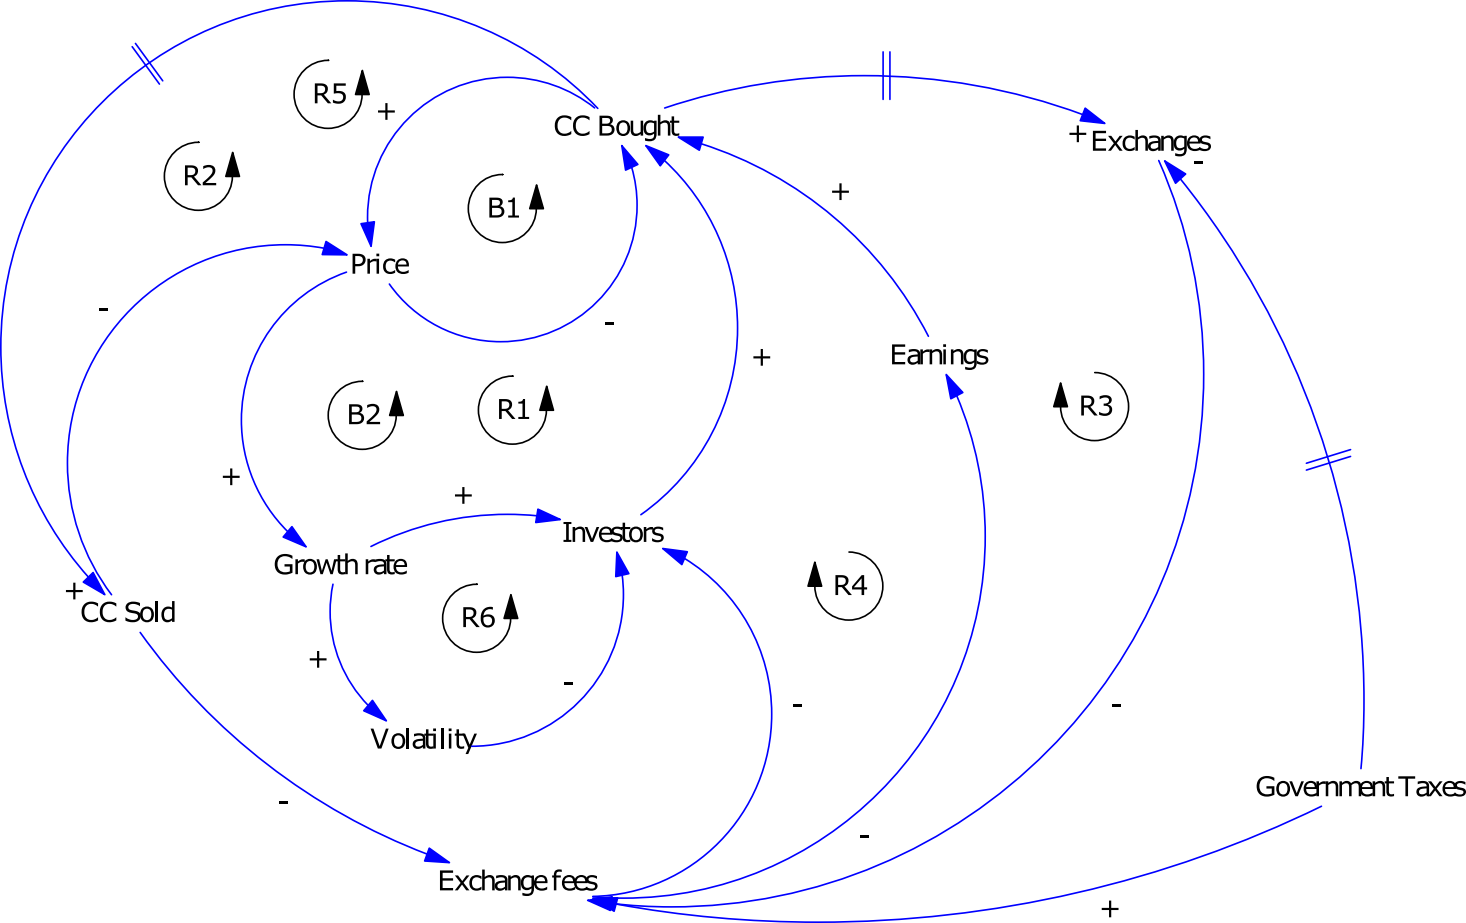 R5
+
CC Bought
+
Exchanges
-
R2
B1
+
Price
-
-
+
Earnings
B2
R1
R3
+
+
Investors
Growth rate
+
CC Sold
R6
R4
+
-
-
-
Volatility
Government Taxes
-
-
Exchange fees
+